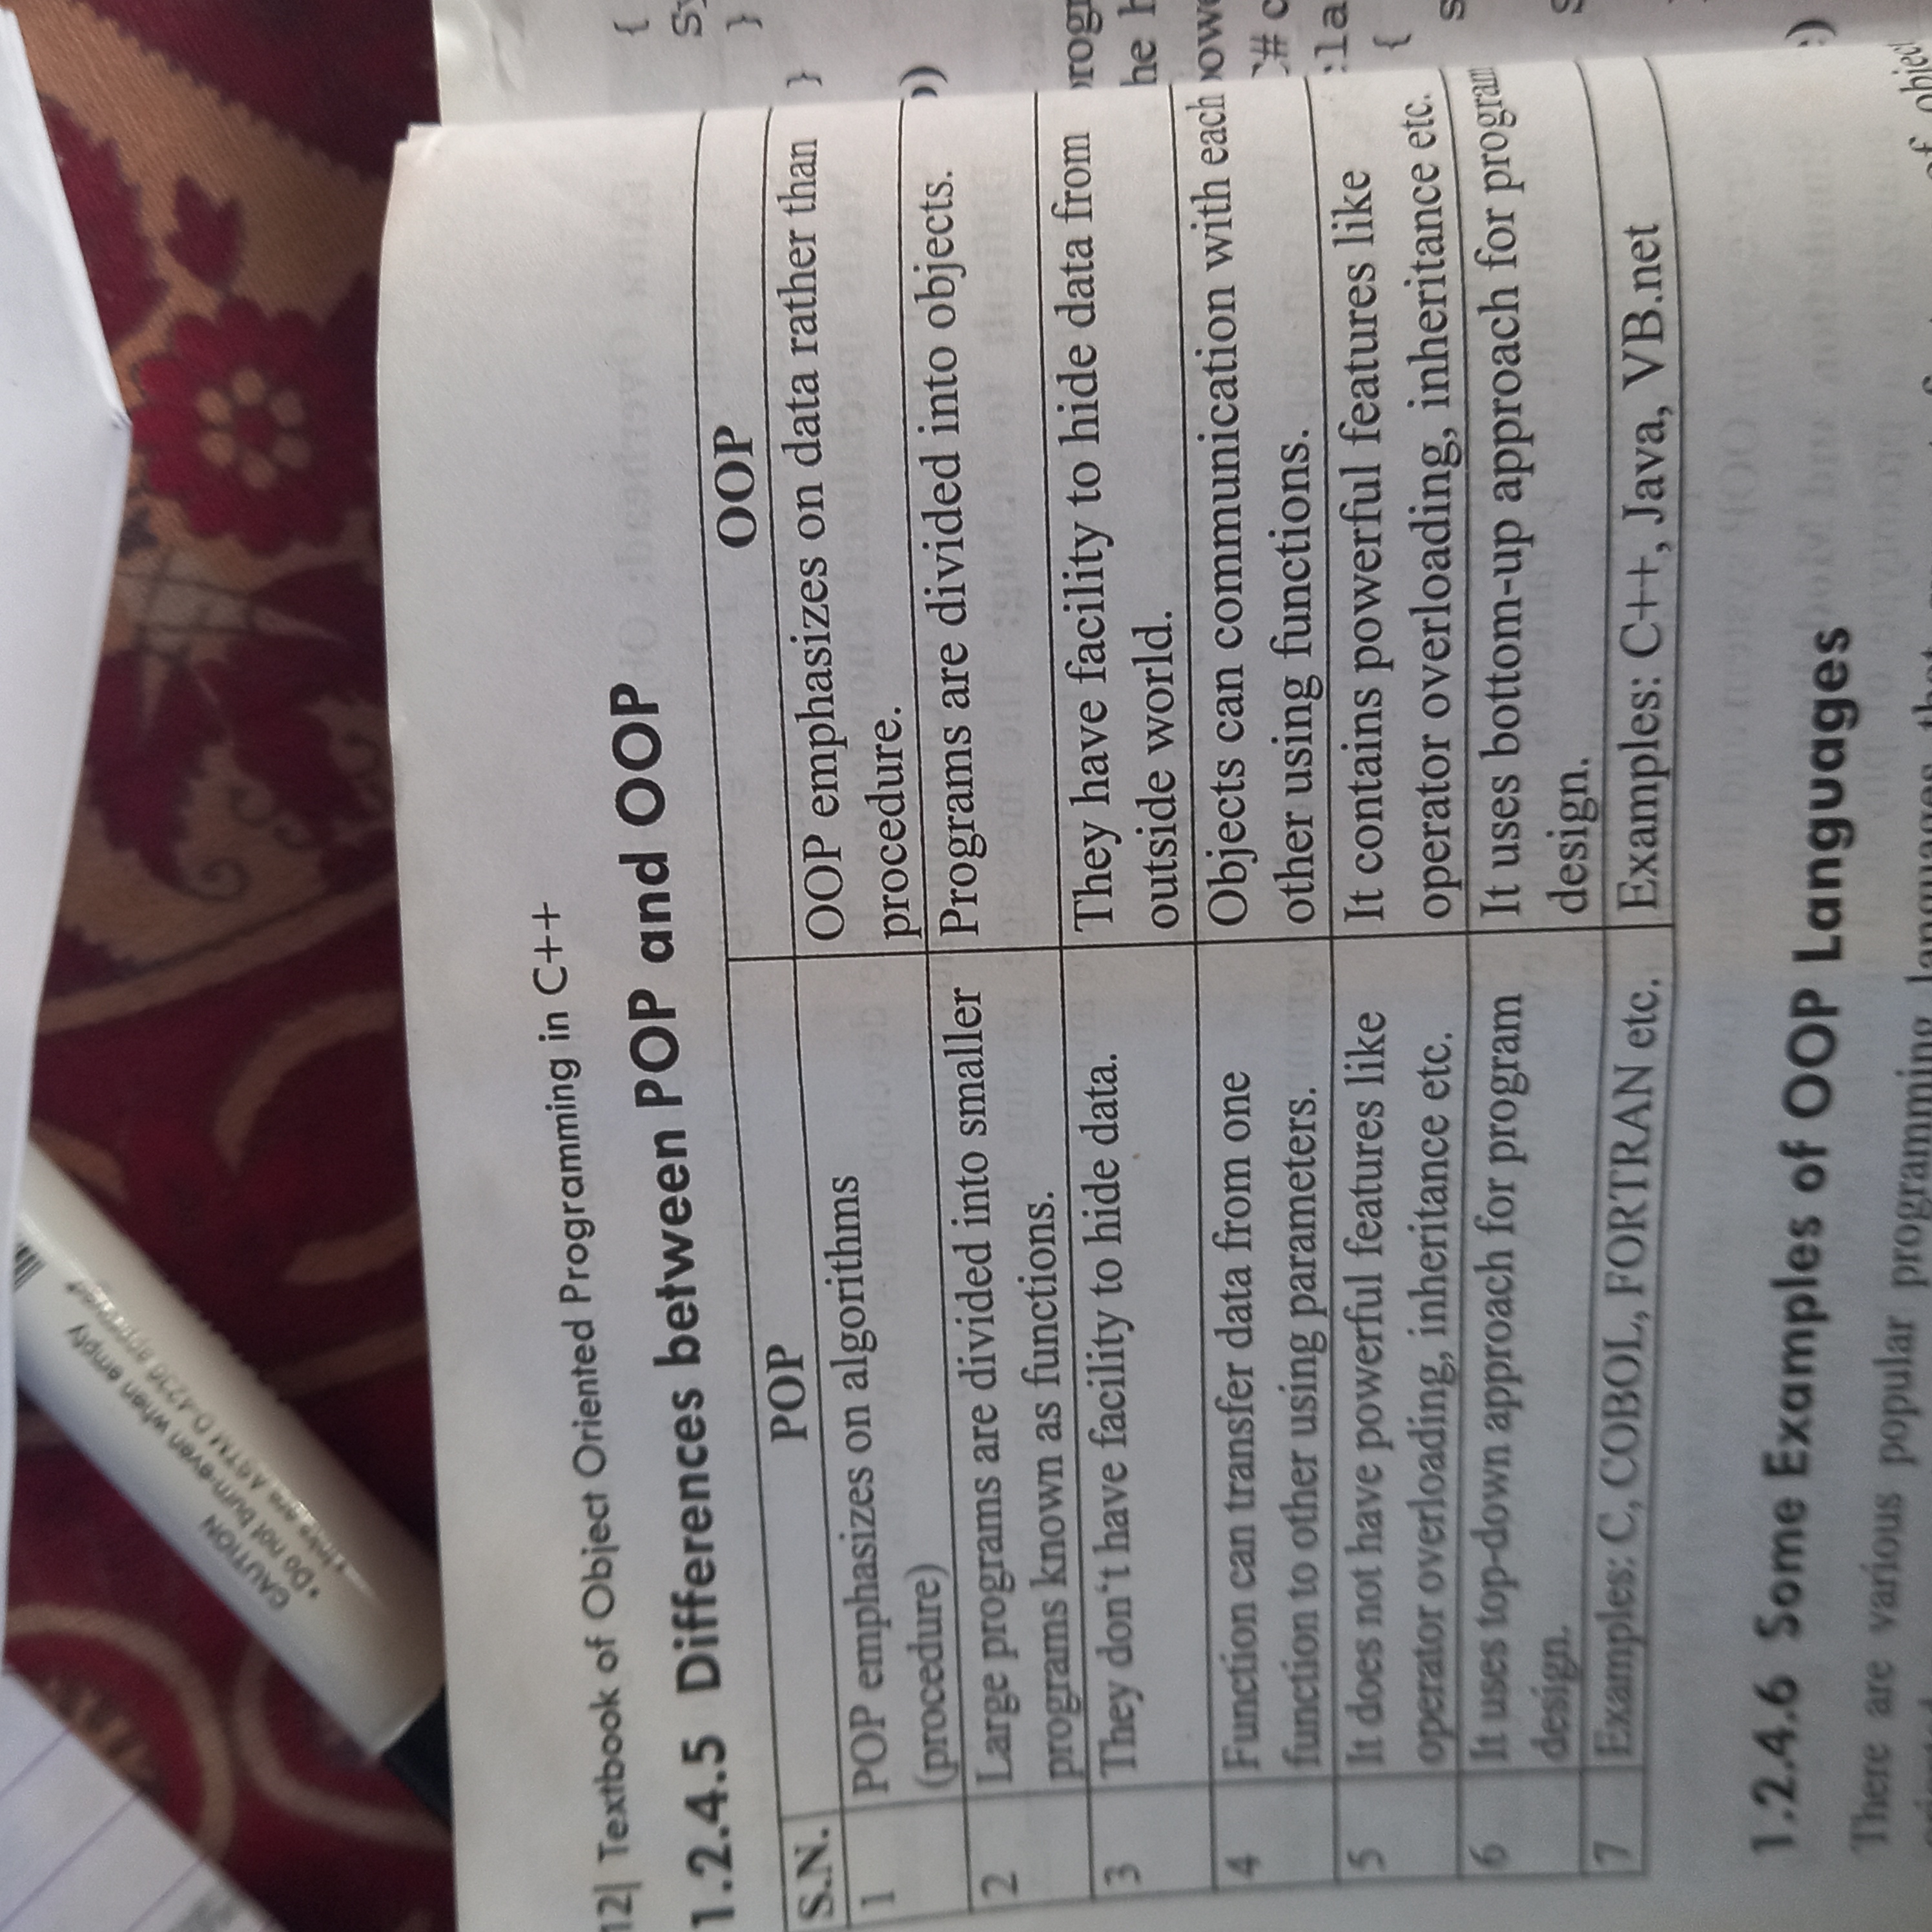 CAUTION
•Do not burn-even when empty
ASTM D-4236 approved
12| Textbook of Object Oriented Programming in C++
1.2.4.5 Differences between POP and OOP
S.N. POP OOP
1 POP emphasizes on algorithms
(procedure)
OOP emphasizes on data rather than
procedure.
2 Large programs are divided into smaller
programs known as functions.
Programs are divided into objects.
3 They don‘t have facility to hide data.
They have facility to hide data from
outside world.
4 Function can transfer data from one
function to other using parameters.
Objects can communication with each
other using functions.
5 It does not have powerful features like
operator overloading, inheritance etc.
It contains powerful features like
operator overloading, inheritance etc.
6 It uses top-down approach for program
design.
It uses bottom-up approach for program
design.
7 Examples: C, COBOL, FORTRAN etc.
Examples: C++, Java, VB.net
1.2.4.6 Some Examples of OOP Languages
There are various popular programming languages that of object
{
}
}
{